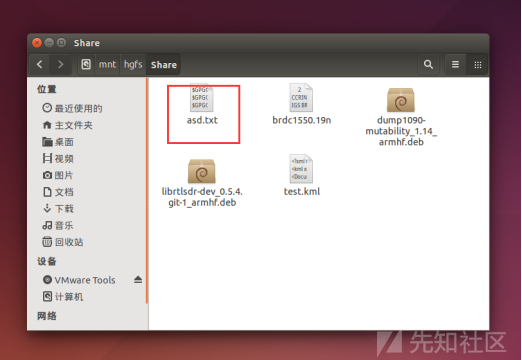 Share
mnt
hgfs
Share
位置
最近使用的
主文件夹
桌面
视频
图片
文档
下载
音乐
回收站
设备
VMware Tools
计算机
网络
$GPGC
$GPGC
$GPGC
asd.txt
2
CCRIN
IGS BR
brdc1550.19n
dump1090-
mutability_1.14_
armhf.deb
librtlsdr-dev_0.5.4.
git-1_armhf.deb
<?xml v
<kml x
<Docu
test.kml
先知社区